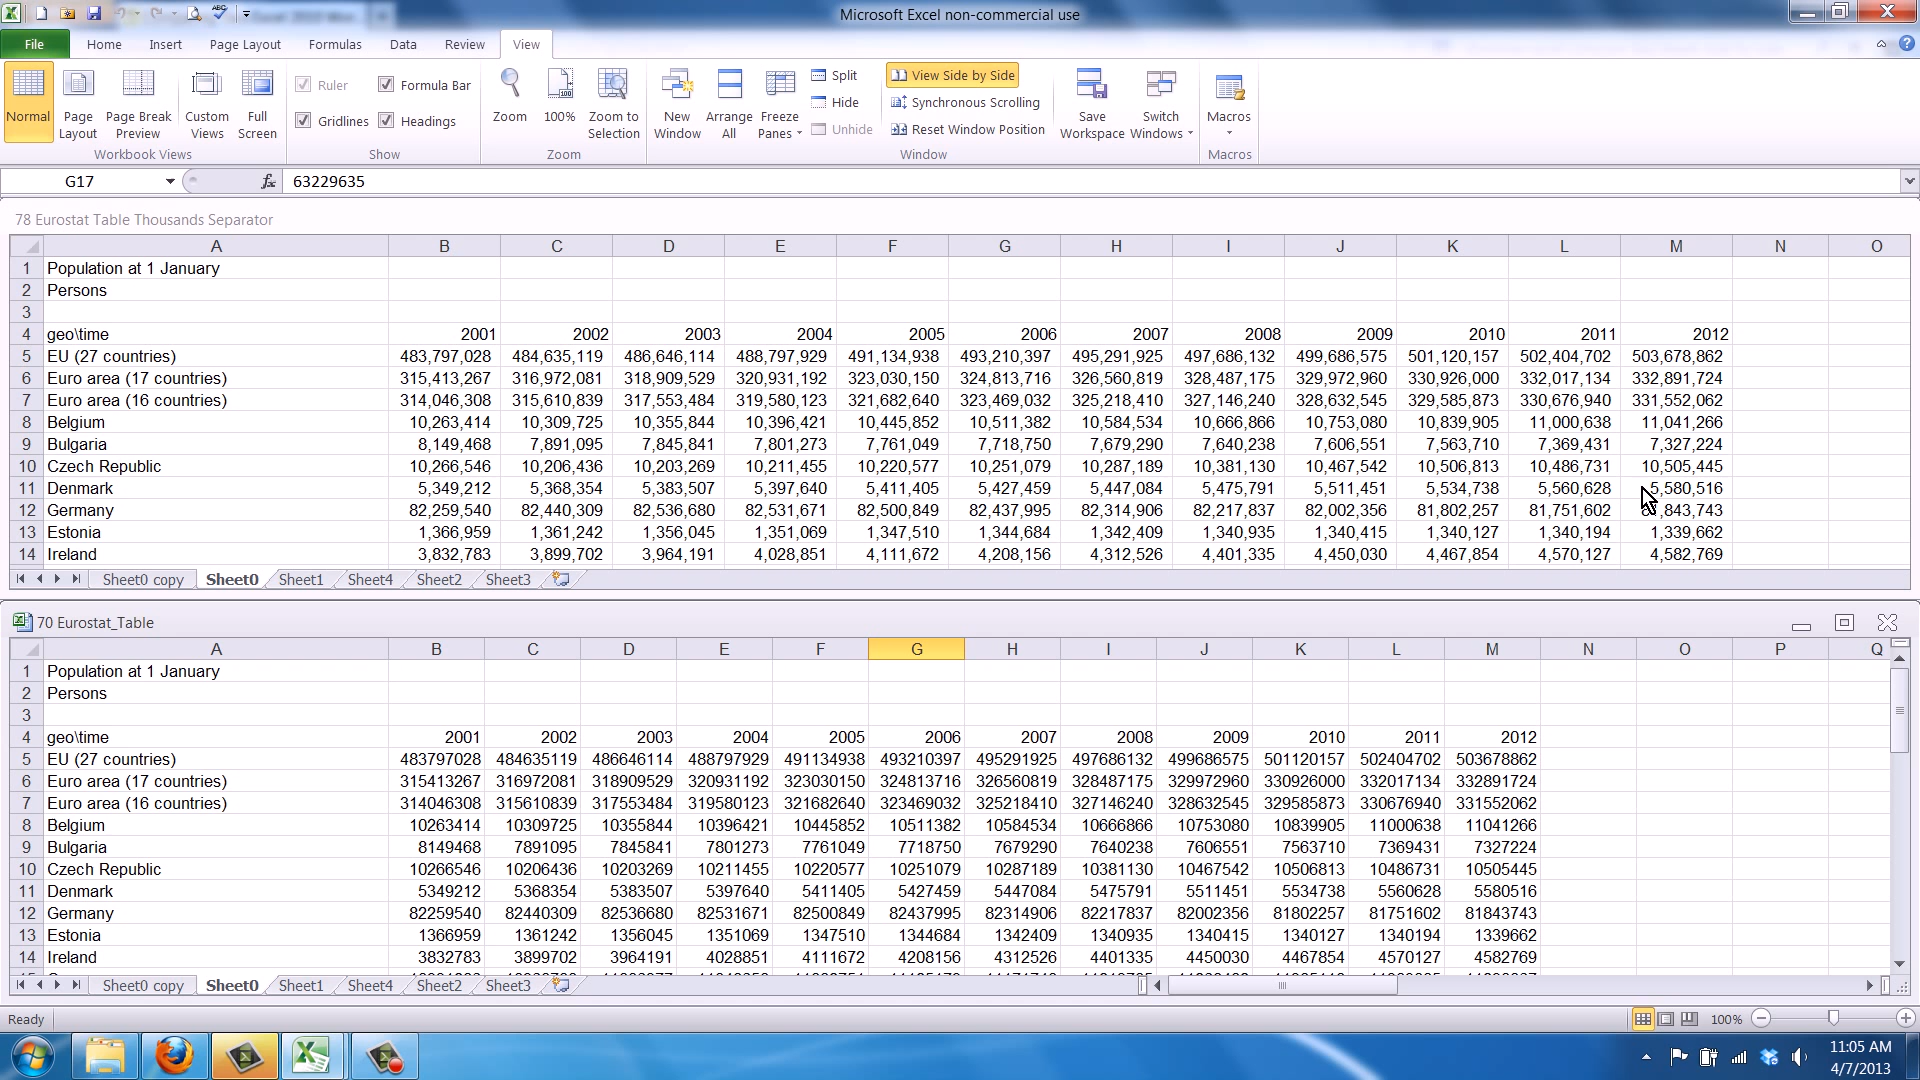 Microsoft Excel non-commercial use
File Home Insert Page Layout Formulas Data Review View
Normal Page Layout Page Break Preview Custom Views Full Screen
Workbook Views
Ruler Formula Bar
Gridlines Headings
Show
Zoom 100% Zoom to Selection
Zoom
New Window Arrange All Freeze Panes
Split
Hide
Unhide
View Side by Side
Synchronous Scrolling
Reset Window Position
Window
Save Workspace Switch Windows
Macros
Macros
G17 fx 63229635
78 Eurostat Table Thousands Separator
A B C D E F G H I J K L M N O
1 Population at 1 January
2 Persons
3
4 geo\time 2001 2002 2003 2004 2005 2006 2007 2008 2009 2010 2011 2012
5 EU (27 countries) 483,797,028 484,635,119 486,646,114 488,797,929 491,134,938 493,210,397 495,291,925 497,686,132 499,686,575 501,120,157 502,404,702 503,678,862
6 Euro area (17 countries) 315,413,267 316,972,081 318,909,529 320,931,192 323,030,150 324,813,716 326,560,819 328,487,175 329,972,960 330,926,000 332,017,134 332,891,724
7 Euro area (16 countries) 314,046,308 315,610,839 317,553,484 319,580,123 321,682,640 323,469,032 325,218,410 327,146,240 328,632,545 329,585,873 330,676,940 331,552,062
8 Belgium 10,263,414 10,309,725 10,355,844 10,396,421 10,445,852 10,511,382 10,584,534 10,666,866 10,753,080 10,839,905 11,000,638 11,041,266
9 Bulgaria 8,149,468 7,891,095 7,845,841 7,801,273 7,761,049 7,718,750 7,679,290 7,640,238 7,606,551 7,563,710 7,369,431 7,327,224
10 Czech Republic 10,266,546 10,206,436 10,203,269 10,211,455 10,220,577 10,251,079 10,287,189 10,381,130 10,467,542 10,506,813 10,486,731 10,505,445
11 Denmark 5,349,212 5,368,354 5,383,507 5,397,640 5,411,405 5,427,459 5,447,084 5,475,791 5,511,451 5,534,738 5,560,628 5,580,516
12 Germany 82,259,540 82,440,309 82,536,680 82,531,671 82,500,849 82,437,995 82,314,906 82,217,837 82,002,356 81,802,257 81,751,602 81,843,743
13 Estonia 1,366,959 1,361,242 1,356,045 1,351,069 1,347,510 1,344,684 1,342,409 1,340,935 1,340,415 1,340,127 1,340,194 1,339,662
14 Ireland 3,832,783 3,899,702 3,964,191 4,028,851 4,111,672 4,208,156 4,312,526 4,401,335 4,450,030 4,467,854 4,570,127 4,582,769
Sheet0 copy Sheet0 Sheet1 Sheet4 Sheet2 Sheet3
70 Eurostat_Table
A B C D E F G H I J K L M N O P Q
1 Population at 1 January
2 Persons
3
4 geo\time 2001 2002 2003 2004 2005 2006 2007 2008 2009 2010 2011 2012
5 EU (27 countries) 483797028 484635119 486646114 488797929 491134938 493210397 495291925 497686132 499686575 501120157 502404702 503678862
6 Euro area (17 countries) 315413267 316972081 318909529 320931192 323030150 324813716 326560819 328487175 329972960 330926000 332017134 332891724
7 Euro area (16 countries) 314046308 315610839 317553484 319580123 321682640 323469032 325218410 327146240 328632545 329585873 330676940 331552062
8 Belgium 10263414 10309725 10355844 10396421 10445852 10511382 10584534 10666866 10753080 10839905 11000638 11041266
9 Bulgaria 8149468 7891095 7845841 7801273 7761049 7718750 7679290 7640238 7606551 7563710 7369431 7327224
10 Czech Republic 10266546 10206436 10203269 10211455 10220577 10251079 10287189 10381130 10467542 10506813 10486731 10505445
11 Denmark 5349212 5368354 5383507 5397640 5411405 5427459 5447084 5475791 5511451 5534738 5560628 5580516
12 Germany 82259540 82440309 82536680 82531671 82500849 82437995 82314906 82217837 82002356 81802257 81751602 81843743
13 Estonia 1366959 1361242 1356045 1351069 1347510 1344684 1342409 1340935 1340415 1340127 1340194 1339662
14 Ireland 3832783 3899702 3964191 4028851 4111672 4208156 4312526 4401335 4450030 4467854 4570127 4582769
Sheet0 copy Sheet0 Sheet1 Sheet4 Sheet2 Sheet3
Ready 100%
11:05 AM
4/7/2013